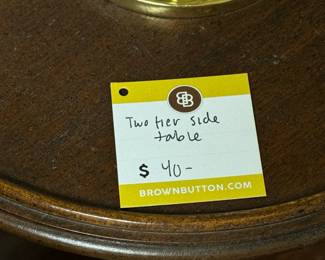 BB
Two tier side
table
$ 40-
BROWNBUTTON.COM